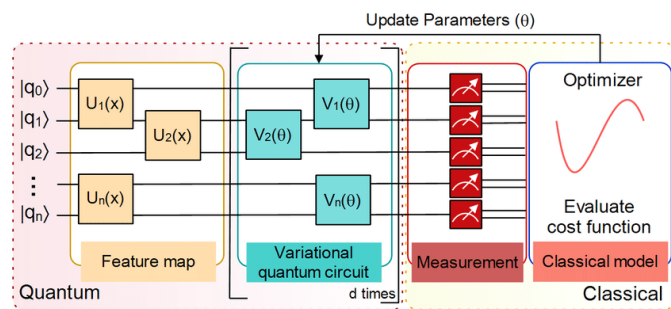 Update Parameters (θ)
|q₀⟩
|q₁⟩
|q₂⟩
...
|qₙ⟩
U₁(x)
U₂(x)
Uₙ(x)
Feature map
V₁(θ)
V₂(θ)
Vₙ(θ)
Variational
quantum circuit
d times
Quantum
Measurement
Optimizer
Evaluate
cost function
Classical model
Classical